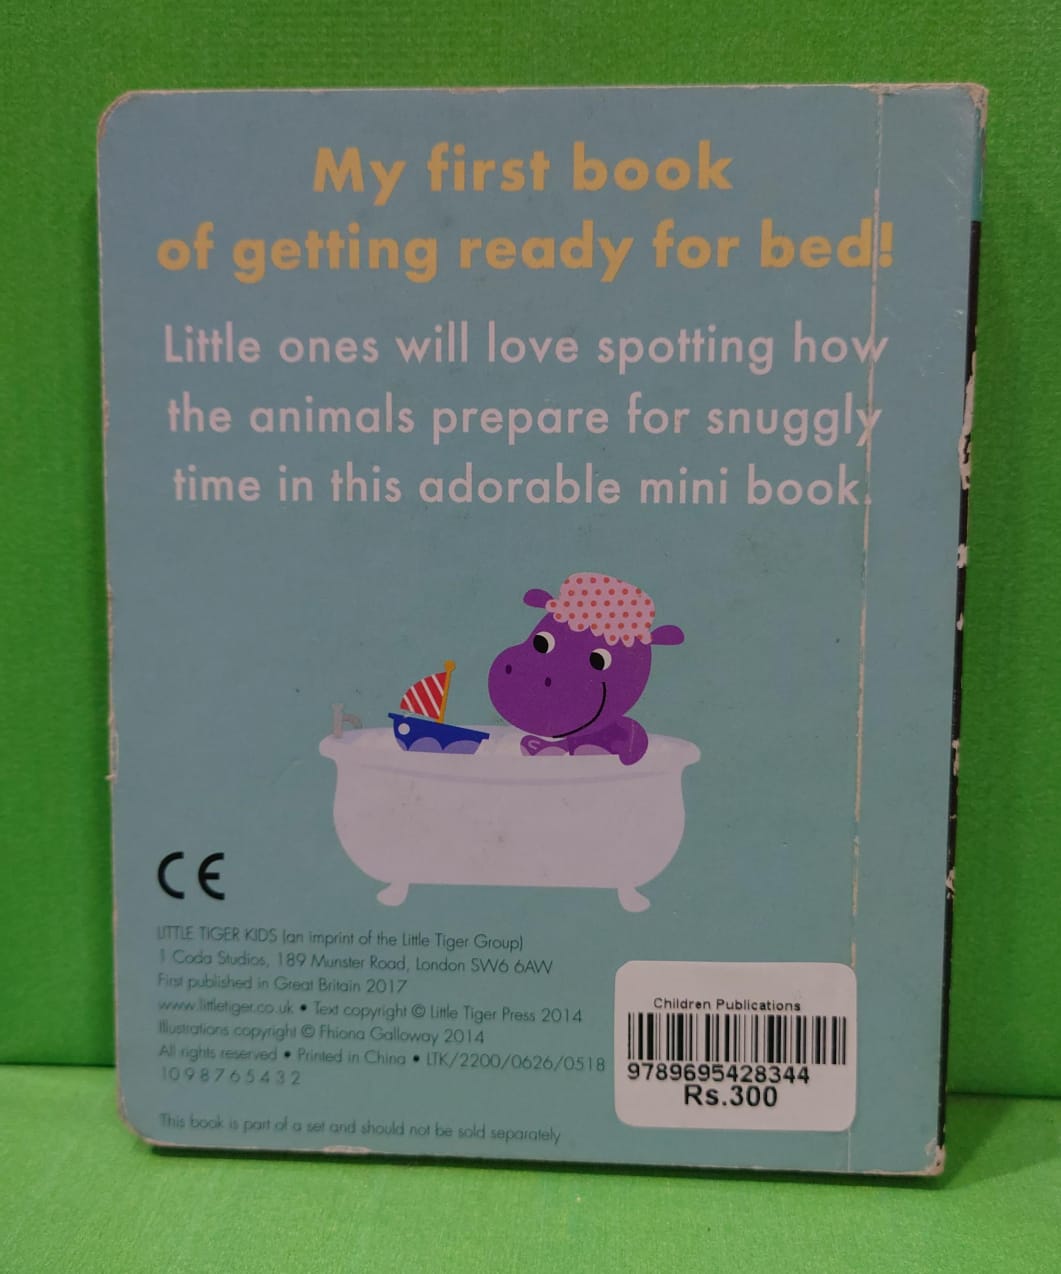 My first book
of getting ready for bed!
Little ones will love spotting how
the animals prepare for snuggly
time in this adorable mini book.
CE
LITTLE TIGER KIDS (an imprint of the Little Tiger Group)
1 Coda Studios, 189 Munster Road, London SW6 6AW
First published in Great Britain 2017
www.littletiger.co.uk • Text copyright © Little Tiger Press 2014
Illustrations copyright © Fhiona Galloway 2014
All rights reserved • Printed in China • LTK/2200/0626/0518
10 9 8 7 6 5 4 3 2
This book is part of a set and should not be sold separately
Children Publications
9789695428344
Rs.300